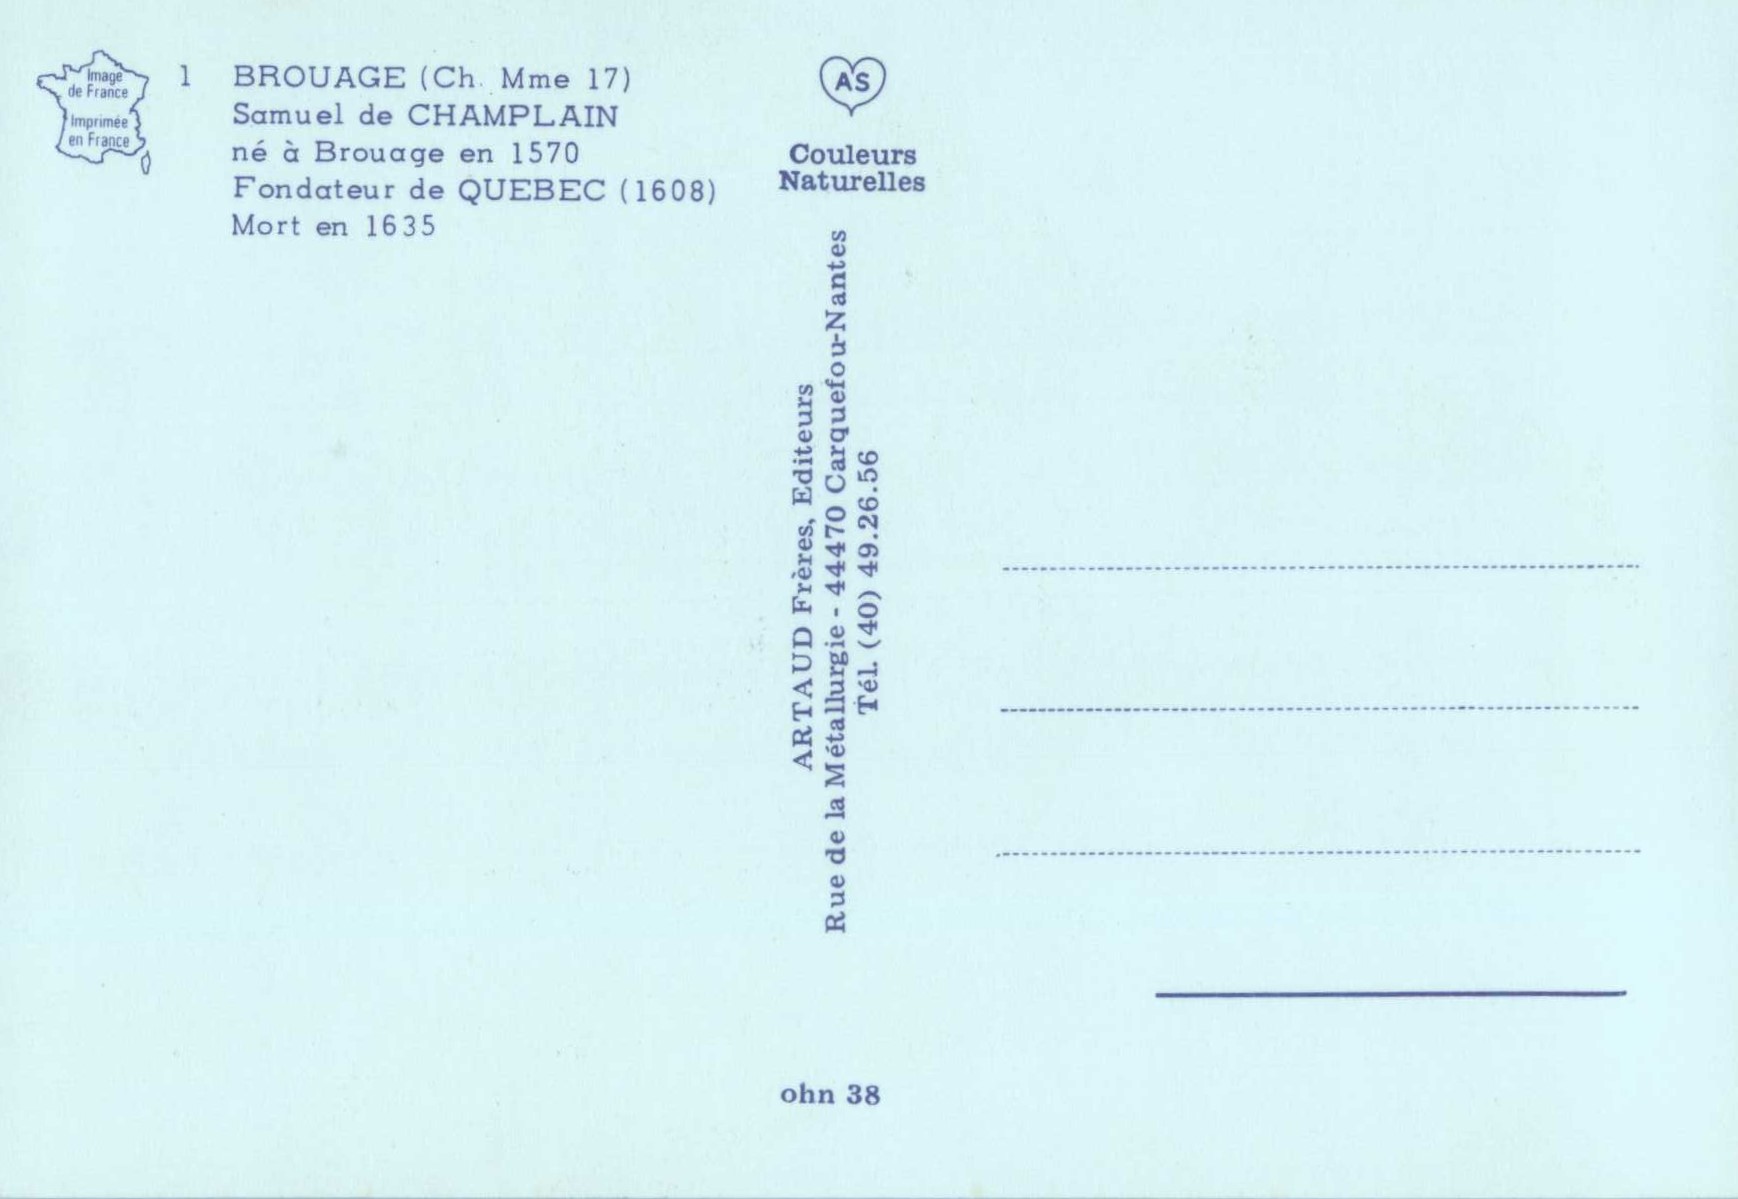 Image
de France
Imprimée
en France
1 BROUAGE (Ch. Mme 17)
Samuel de CHAMPLAIN
né à Brouage en 1570
Fondateur de QUEBEC (1608)
Mort en 1635
AS
Couleurs
Naturelles
ARTAUD Frères, Editeurs
Rue de la Métallurgie - 44470 Carquefou-Nantes
Tél. (40) 49.26.56
ohn 38